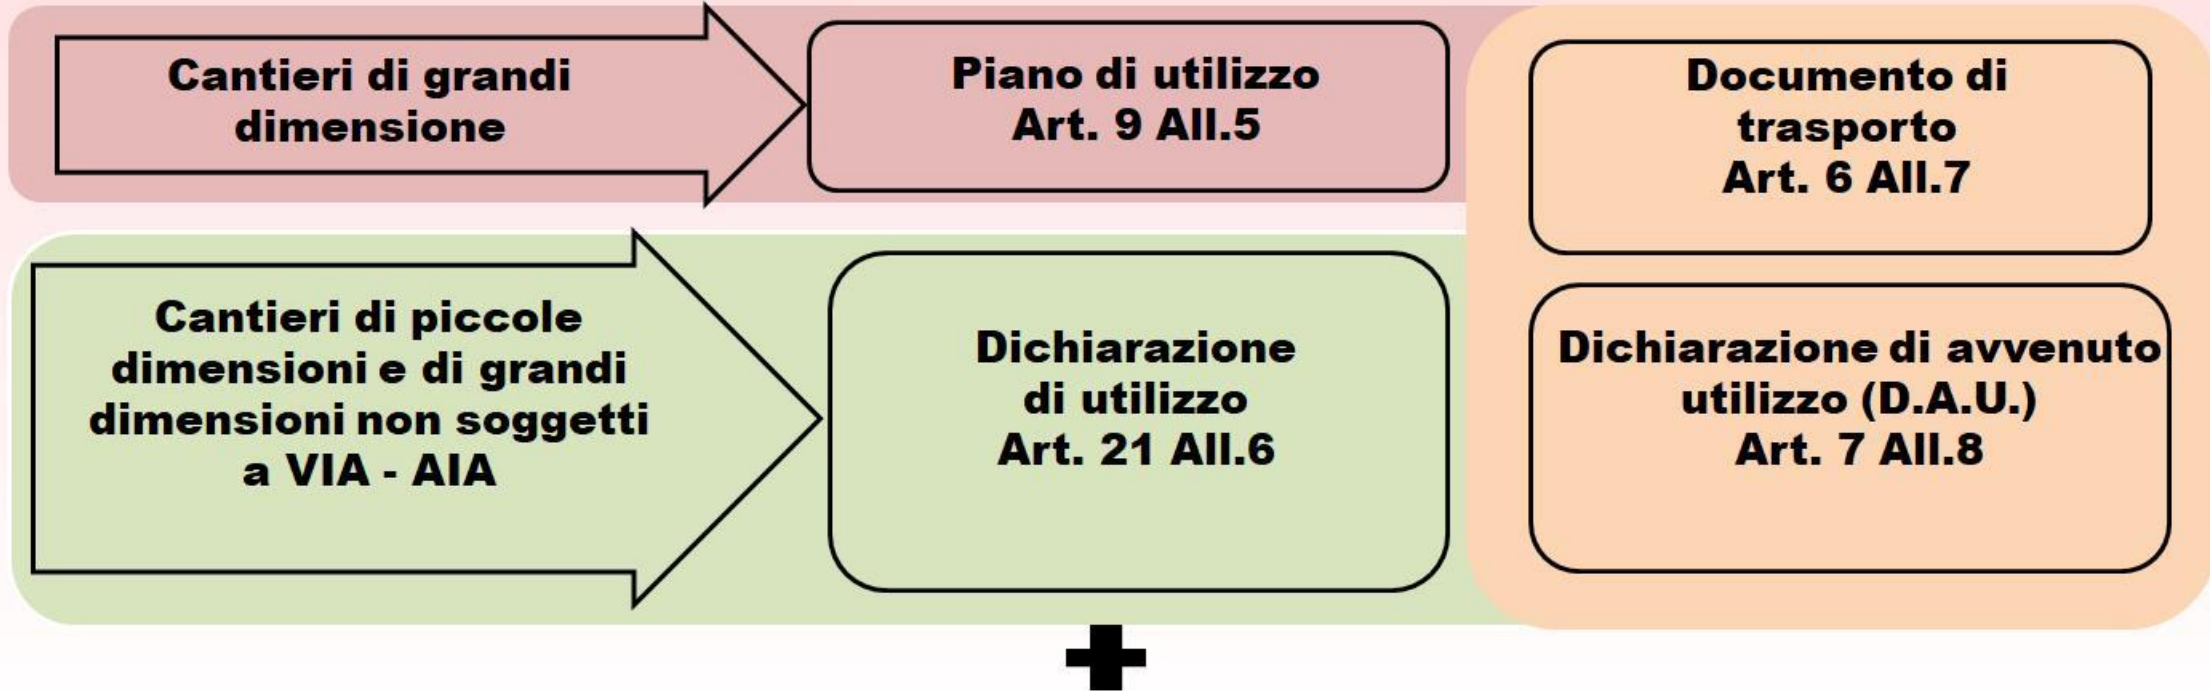 Cantieri di grandi
dimensione
Piano di utilizzo
Art. 9 All.5
Documento di
trasporto
Art. 6 All.7
Cantieri di piccole
dimensioni e di grandi
dimensioni non soggetti
a VIA - AIA
Dichiarazione
di utilizzo
Art. 21 All.6
Dichiarazione di avvenuto
utilizzo (D.A.U.)
Art. 7 All.8